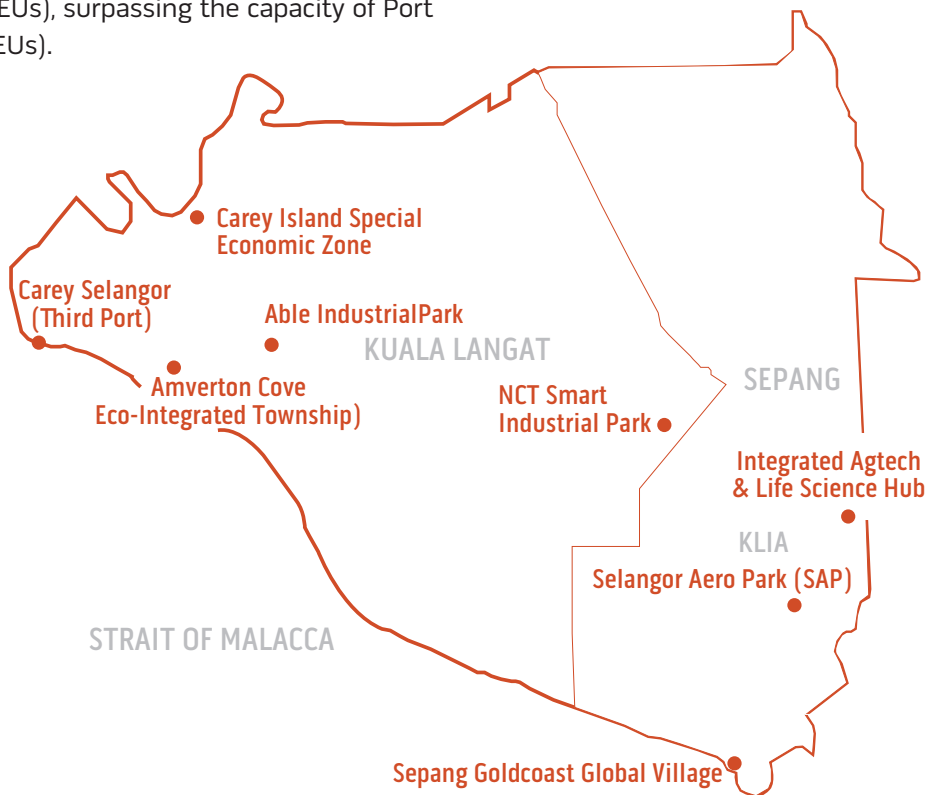 EUs), surpassing the capacity of Port
EUs).
Carey Island Special
Economic Zone
Carey Selangor
(Third Port)
Able IndustrialPark
KUALA LANGAT
Amverton Cove
Eco-Integrated Township)
NCT Smart
Industrial Park
SEPANG
Integrated Agtech
& Life Science Hub
KLIA
Selangor Aero Park (SAP)
STRAIT OF MALACCA
Sepang Goldcoast Global Village